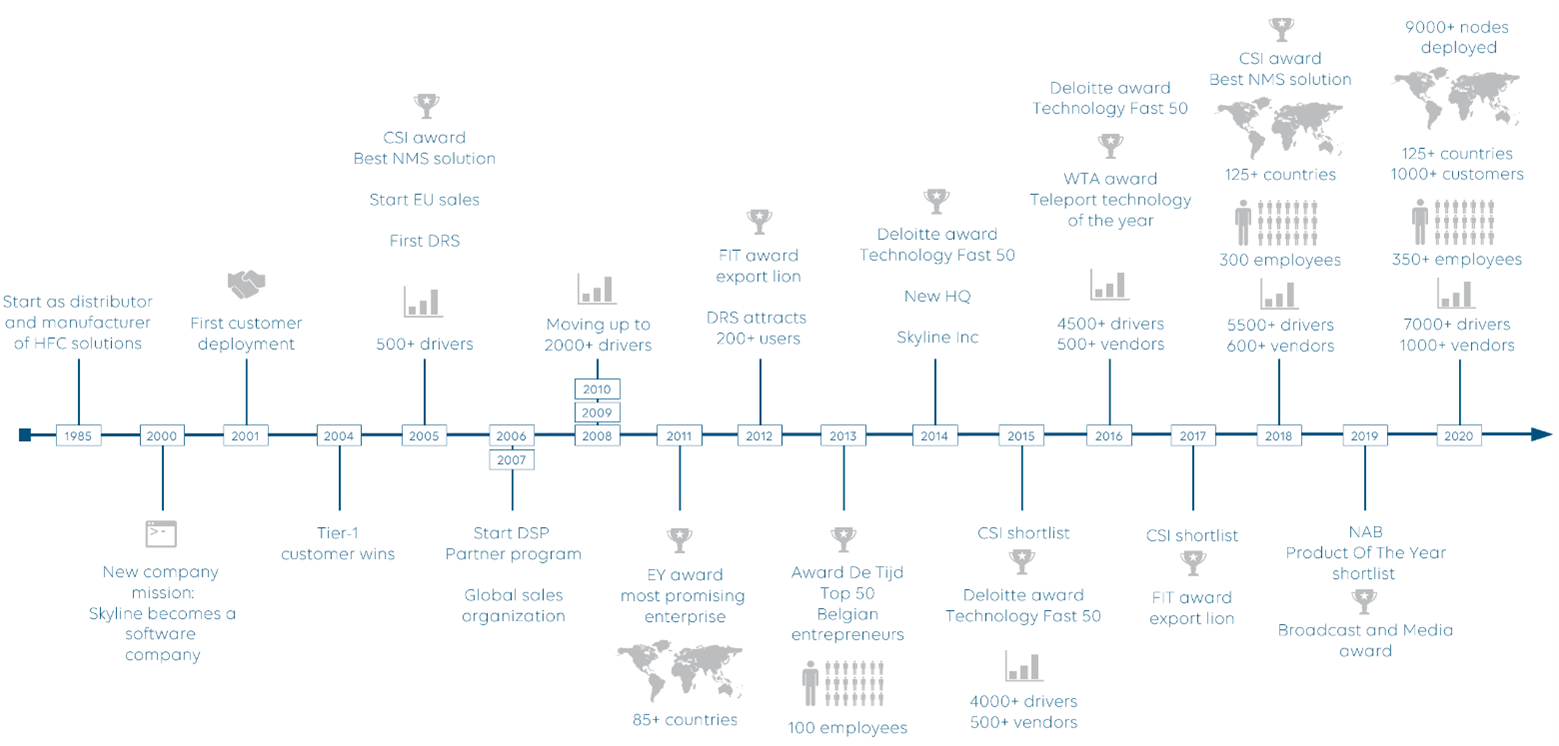 Start as distributor
and manufacturer
of HFC solutions
1985
2000
New company
mission:
Skyline becomes a
software
company
First customer
deployment
2001
2004
Tier-1
customer wins
CSI award
Best NMS solution
Start EU sales
First DRS
500+ drivers
2005
2006
2007
Start DSP
Partner program
Global sales
organization
Moving up to
2000+ drivers
2010
2009
2008
2011
EY award
most promising
enterprise
85+ countries
FIT award
export lion
DRS attracts
200+ users
2012
2013
Award De Tijd
Top 50
Belgian
entrepreneurs
100 employees
Deloitte award
Technology Fast 50
New HQ
Skyline Inc
2014
2015
CSI shortlist
Deloitte award
Technology Fast 50
4000+ drivers
500+ vendors
Deloitte award
Technology Fast 50
WTA award
Teleport technology
of the year
4500+ drivers
500+ vendors
2016
2017
CSI shortlist
FIT award
export lion
CSI award
Best NMS solution
125+ countries
300 employees
5500+ drivers
600+ vendors
2018
2019
NAB
Product Of The Year
shortlist
Broadcast and Media
award
9000+ nodes
deployed
125+ countries
1000+ customers
350+ employees
7000+ drivers
1000+ vendors
2020